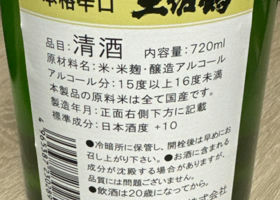 本格辛口 土佐鶴
品目：清酒 内容量：720ml
原材料名：米・米麹・醸造アルコール
アルコール分：15度以上16度未満
本製品の原料米は全て国産です。
製造年月：正面右側下方に記載
標準成分：日本酒度 +10
●冷暗所に保管し、開栓後は早めにお
召し上がり下さい。●お酒に含まれる
成分が沈殿する場合がありますが、
品質には問題ございません。
●飲酒は20歳になってから。
株式会社